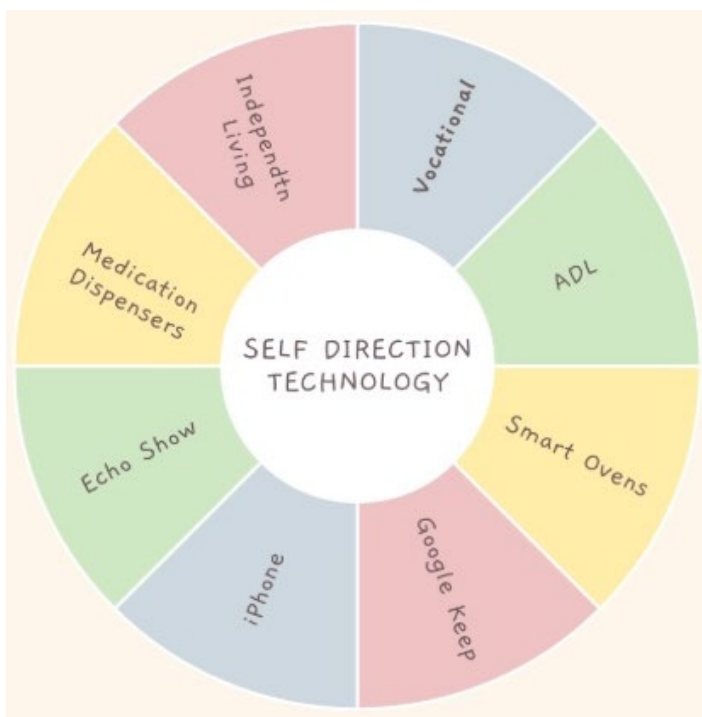 SELF DIRECTION
TECHNOLOGY
Vocational
ADL
Smart Ovens
Google Keep
iPhone
Echo Show
Medication
Dispensers
Independtn
Living